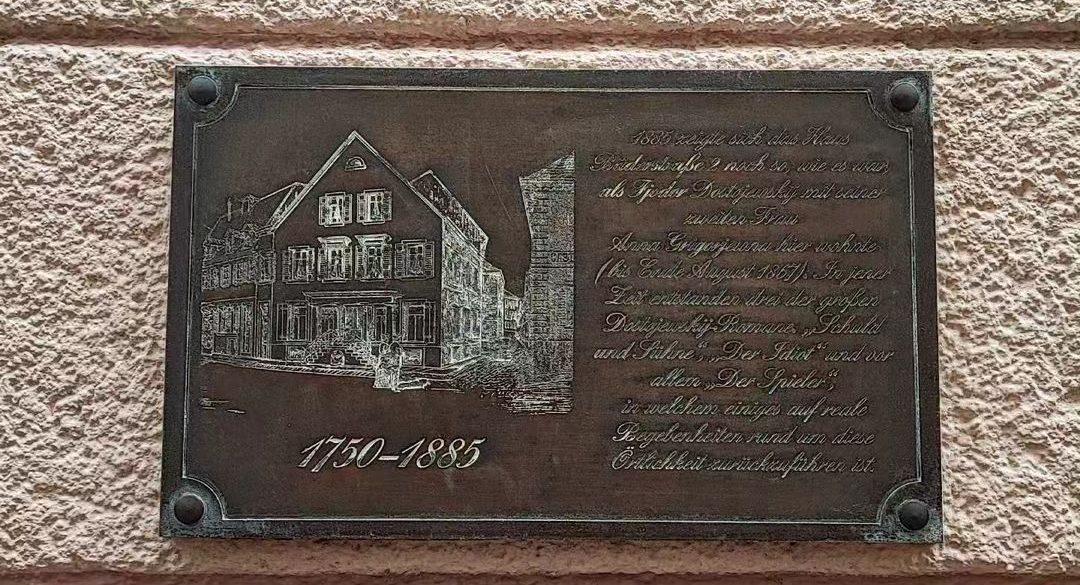 1885 zeigte sich das Haus
Bäderstraße 2 noch so, wie es war,
als Fjodor Dostojewskij mit seiner
zweiten Frau
Anna Grigorjewna hier wohnte
(bis Ende August 1867). In jener
Zeit entstanden drei der großen
Dostojewskij-Romane, „Schuld
und Sühne“, „Der Idiot“ und vor
allem „Der Spieler“,
in welchem einiges auf reale
Begebenheiten rund um diese
Örtlichkeit zurückzuführen ist.
1750–1885